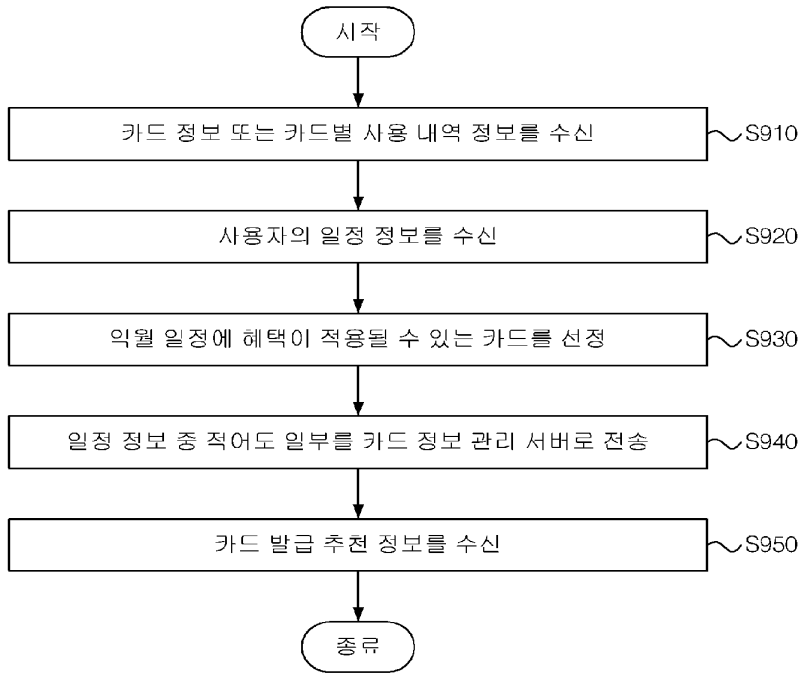 시작
카드 정보 또는 카드별 사용 내역 정보를 수신
S910
사용자의 일정 정보를 수신
S920
익월 일정에 혜택이 적용될 수 있는 카드를 선정
S930
일정 정보 중 적어도 일부를 카드 정보 관리 서버로 전송
S940
카드 발급 추천 정보를 수신
S950
종류